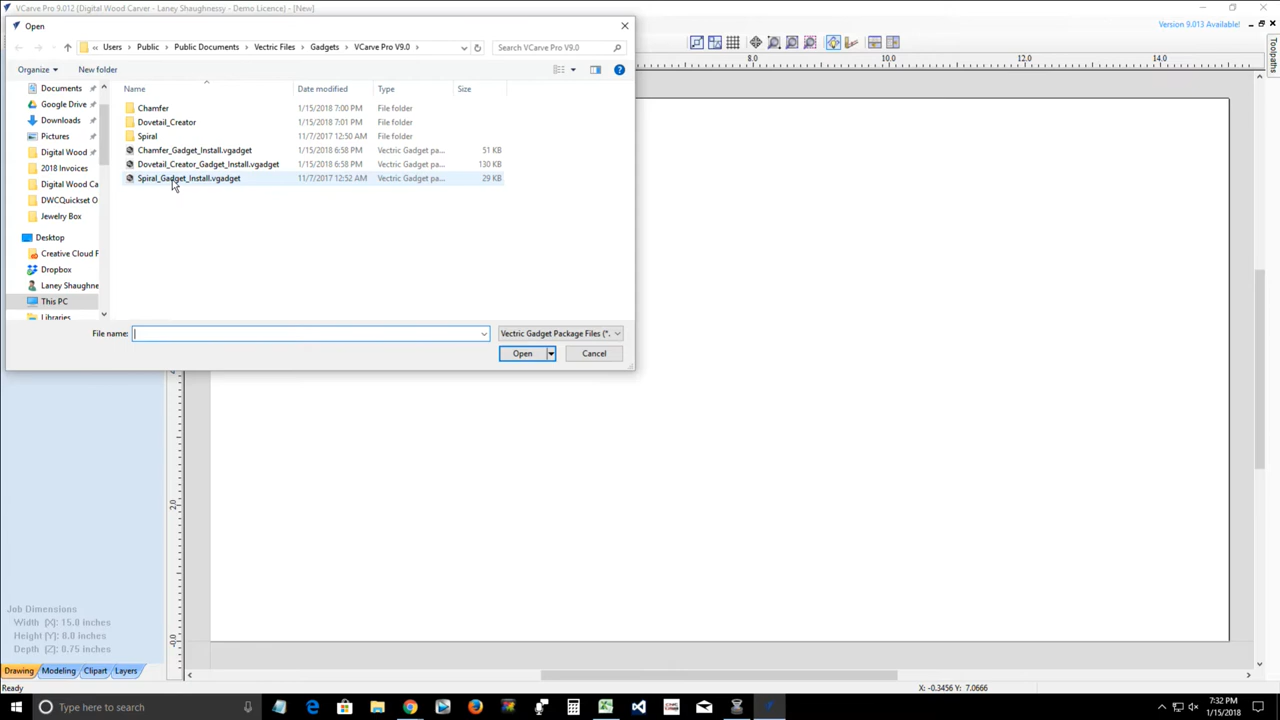 VCarve Pro 9.012 (Digital Wood Carver - Laney Shaughnessy - Demo Licence) - [New]
Open
Version 9.013 Available!
« Users > Public > Public Documents > Vectric Files > Gadgets > VCarve Pro V9.0 >
Search VCarve Pro V9.0
Organize
New folder
8.0 10.0 12.0 14.0
Toolpaths
Name Date modified Type Size
Documents
Google Drive
Downloads
Pictures
Digital Wood
2018 Invoices
Digital Wood Ca
DWCQuickset O
Jewelry Box
Desktop
Creative Cloud F
Dropbox
Laney Shaughne
This PC
Libraries
Chamfer 1/15/2018 7:00 PM File folder
Dovetail_Creator 1/15/2018 7:01 PM File folder
Spiral 11/7/2017 12:50 AM File folder
Chamfer_Gadget_Install.vgadget 1/15/2018 6:58 PM Vectric Gadget pa... 51 KB
Dovetail_Creator_Gadget_Install.vgadget 1/15/2018 6:58 PM Vectric Gadget pa... 130 KB
Spiral_Gadget_Install.vgadget 11/7/2017 12:52 AM Vectric Gadget pa... 29 KB
File name:
Vectric Gadget Package Files (*.
Open
Cancel
2.0
-0.0
Job Dimensions
Width (X): 15.0 inches
Height (Y): 8.0 inches
Depth (Z): 0.75 inches
Drawing Modeling Clipart Layers
Ready
X: -0.3456 Y: 7.0666
Type here to search
7:32 PM
1/15/2018